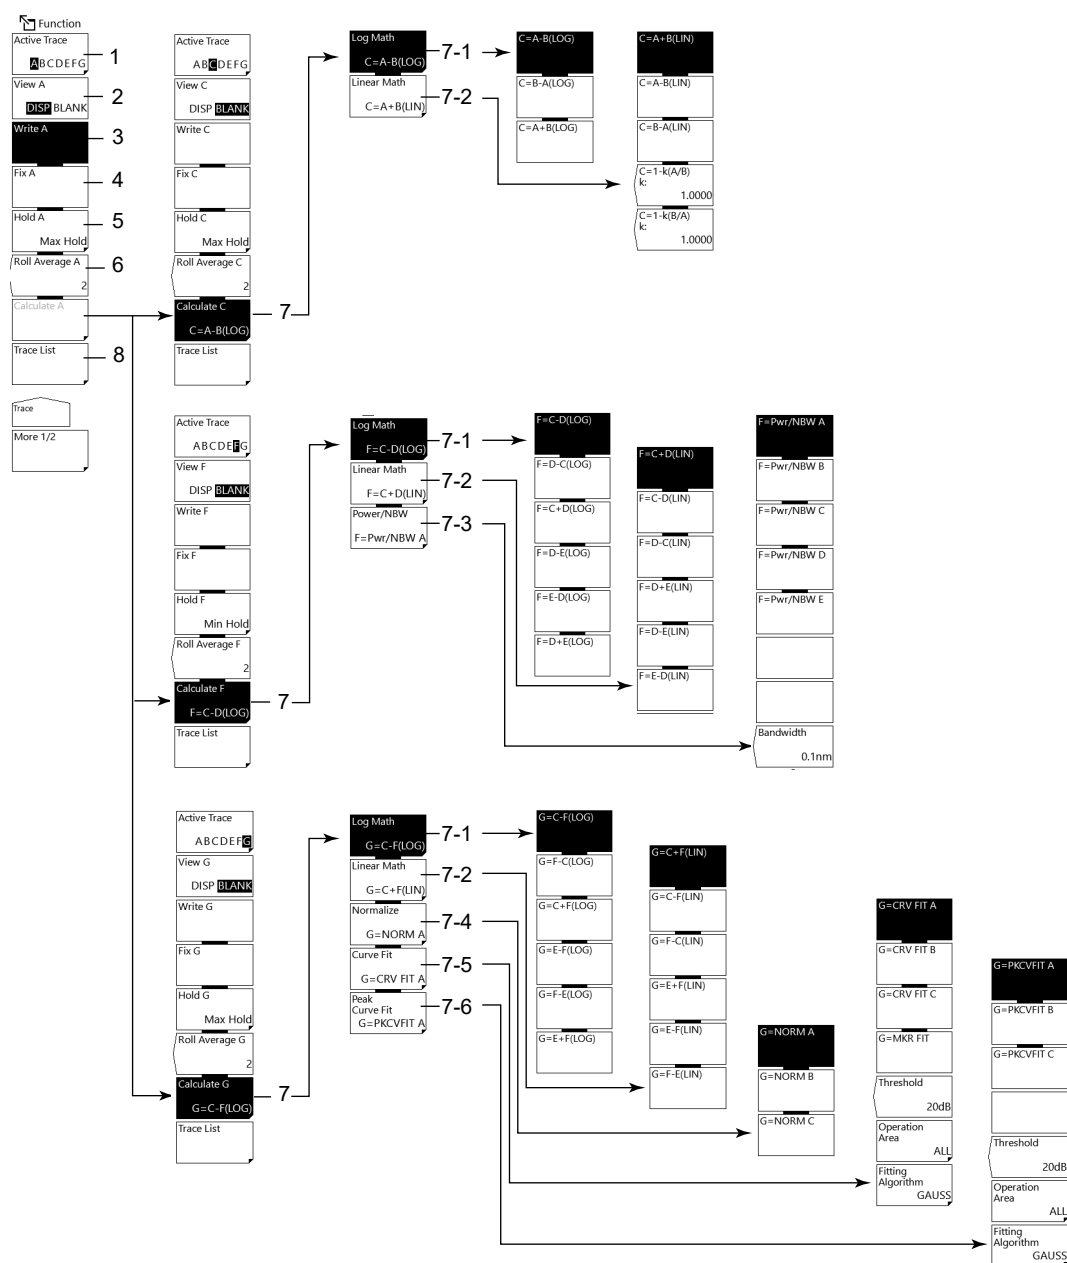 Function
Active Trace
ABCDEFG
1
View A
DISP BLANK
2
Write A
3
Fix A
4
Hold A
Max Hold
5
Roll Average A
2
6
Calculate A
Trace List
8
Trace
More 1/2
Active Trace
ABCDEFG
View C
DISP BLANK
Write C
Fix C
Hold C
Max Hold
Roll Average C
2
Calculate C
C=A-B(LOG)
7
Trace List
Log Math
C=A-B(LOG)
7-1
Linear Math
C=A+B(LIN)
7-2
C=A-B(LOG)
C=B-A(LOG)
C=A+B(LOG)
C=A+B(LIN)
C=A-B(LIN)
C=B-A(LIN)
C=1-k(A/B)
k:
1.0000
C=1-k(B/A)
k:
1.0000
Active Trace
ABCDEFG
View F
DISP BLANK
Write F
Fix F
Hold F
Min Hold
Roll Average F
2
Calculate F
F=C-D(LOG)
7
Trace List
Log Math
F=C-D(LOG)
7-1
Linear Math
F=C+D(LIN)
7-2
Power/NBW
F=Pwr/NBW A
7-3
F=C-D(LOG)
F=D-C(LOG)
F=C+D(LOG)
F=D-E(LOG)
F=E-D(LOG)
F=D+E(LOG)
F=C+D(LIN)
F=C-D(LIN)
F=D-C(LIN)
F=D+E(LIN)
F=D-E(LIN)
F=E-D(LIN)
F=Pwr/NBW A
F=Pwr/NBW B
F=Pwr/NBW C
F=Pwr/NBW D
F=Pwr/NBW E
Bandwidth
0.1nm
Active Trace
ABCDEFG
View G
DISP BLANK
Write G
Fix G
Hold G
Max Hold
Roll Average G
2
Calculate G
G=C-F(LOG)
7
Trace List
Log Math
G=C-F(LOG)
7-1
Linear Math
G=C+F(LIN)
7-2
Normalize
G=NORM A
7-4
Curve Fit
G=CRV FIT A
7-5
Peak
Curve Fit
G=PKCVFIT A
7-6
G=C-F(LOG)
G=F-C(LOG)
G=C+F(LOG)
G=E-F(LOG)
G=F-E(LOG)
G=E+F(LOG)
G=C+F(LIN)
G=C-F(LIN)
G=F-C(LIN)
G=E+F(LIN)
G=E-F(LIN)
G=F-E(LIN)
G=NORM A
G=NORM B
G=NORM C
G=CRV FIT A
G=CRV FIT B
G=CRV FIT C
G=MKR FIT
Threshold
20dB
Operation
Area
ALL
Fitting
Algorithm
GAUSS
G=PKCVFIT A
G=PKCVFIT B
G=PKCVFIT C
Threshold
20dB
Operation
Area
ALL
Fitting
Algorithm
GAUSS